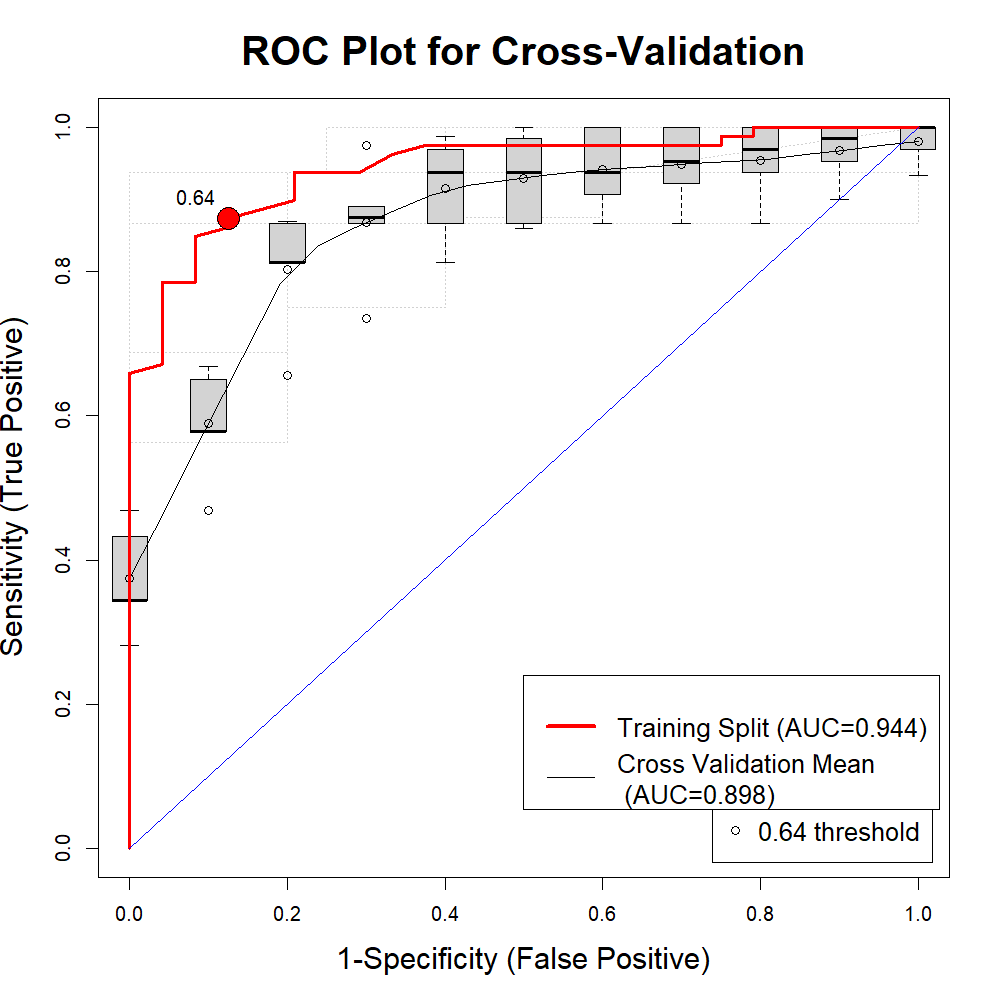 ROC Plot for Cross-Validation
1.0
0.8
0.6
0.4
0.2
0.0
Sensitivity (True Positive)
0.64
Training Split (AUC=0.944)
Cross Validation Mean
(AUC=0.898)
0.64 threshold
0.0 0.2 0.4 0.6 0.8 1.0
1-Specificity (False Positive)